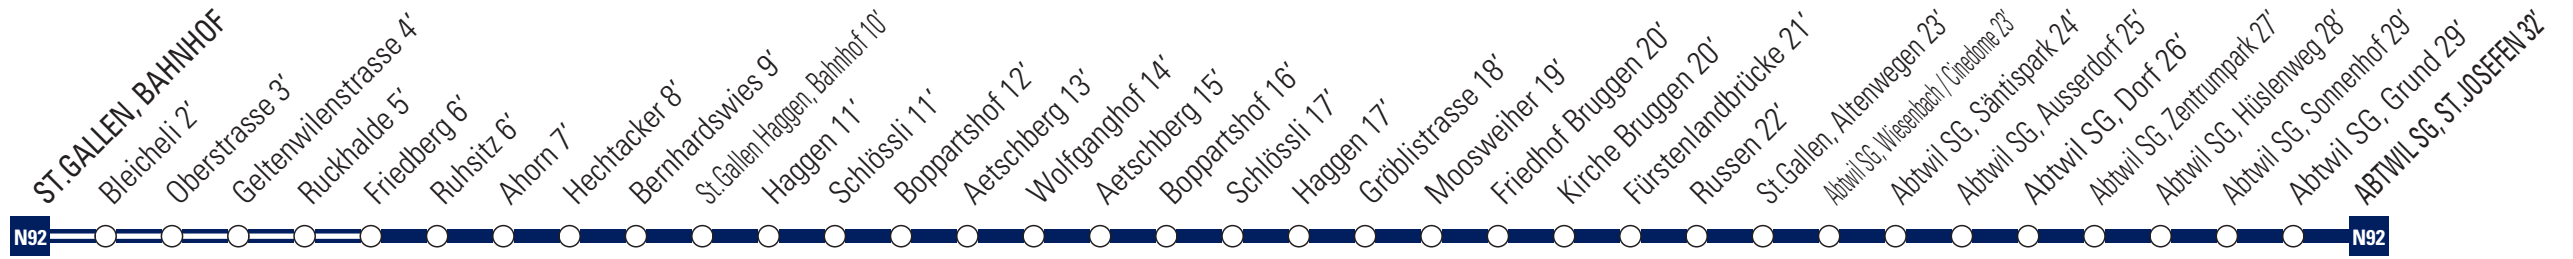 ST.GALLEN, BAHNHOF
Bleicheli 2'
Oberstrasse 3'
Geltenwilenstrasse 4'
Ruckhalde 5'
Friedberg 6'
Ruhsitz 6'
Ahorn 7'
Hechtacker 8'
Bernhardswies 9'
St.Gallen Haggen, Bahnhof 10'
Haggen 11'
Schlössli 11'
Boppartshof 12'
Aetschberg 13'
Wolfganghof 14'
Aetschberg 15'
Boppartshof 16'
Schlössli 17'
Haggen 17'
Gröblistrasse 18'
Moosweiher 19'
Friedhof Bruggen 20'
Kirche Bruggen 20'
Fürstenlandbrücke 21'
Russen 22'
St.Gallen, Altenwegen 23'
Abtwil SG, Wiesenbach / Cinedome 23'
Abtwil SG, Säntispark 24'
Abtwil SG, Ausserdorf 25'
Abtwil SG, Dorf 26'
Abtwil SG, Zentrumpark 27'
Abtwil SG, Hüslenweg 28'
Abtwil SG, Sonnenhof 29'
Abtwil SG, Grund 29'
ABTWIL SG, ST.JOSEFEN 32'
N92
N92